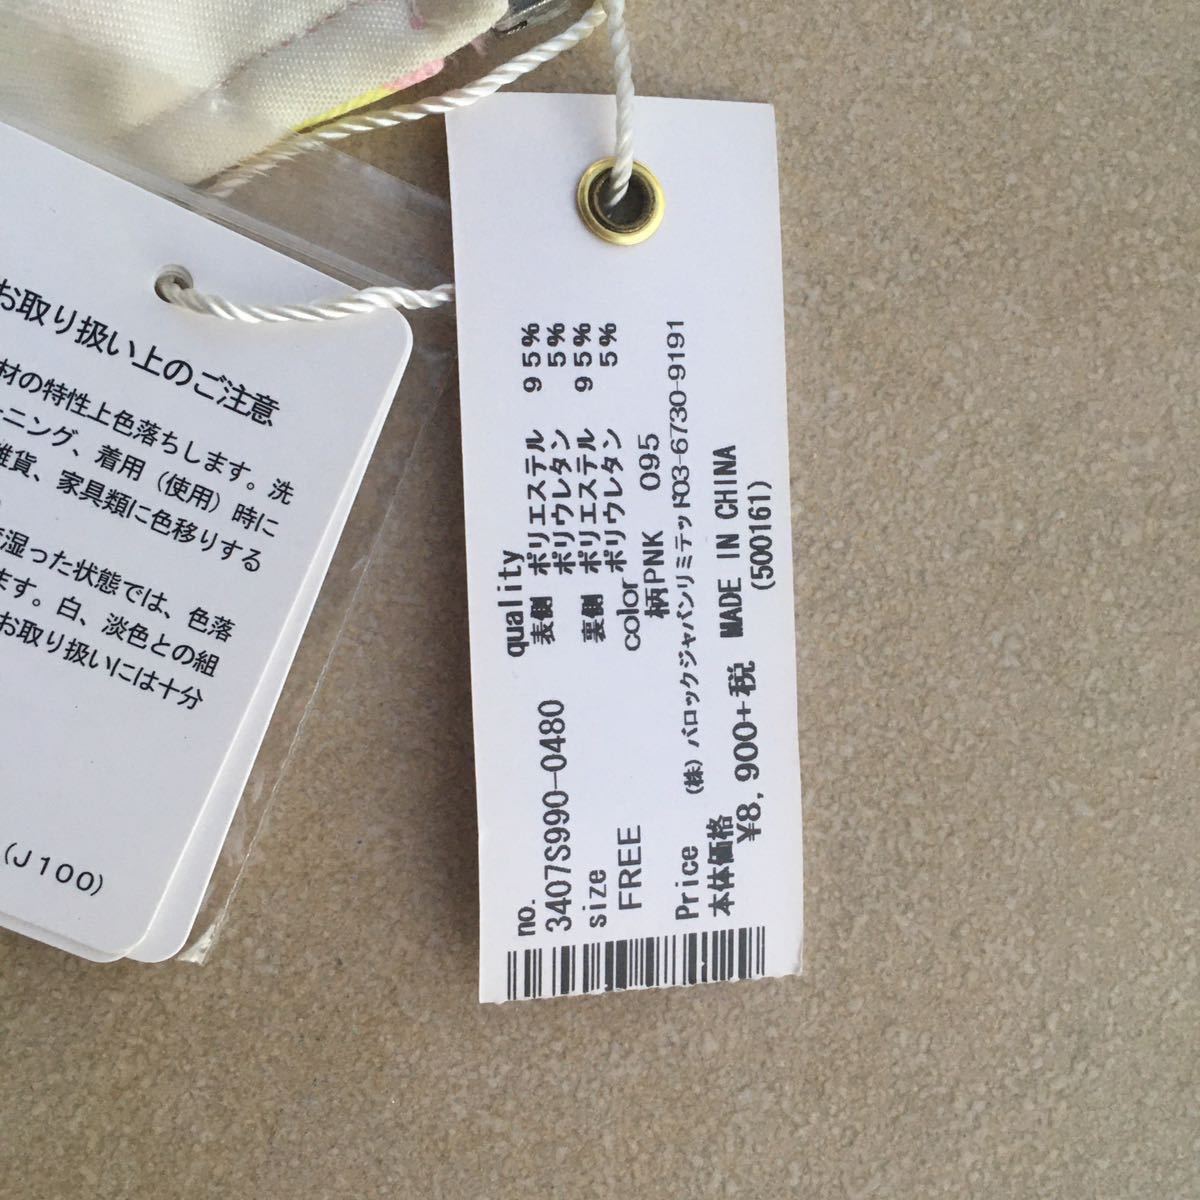 お取り扱い上のご注意
材の特性上色落ちします。洗
ーニング、着用(使用)時に
雑貨、家具類に色移りする
湿った状態では、色落
ます。白、淡色との組
お取り扱いには十分
(J100)
no.
3407S990-0480
size
FREE
Price
本体価格
¥8,900+税
quality
表側 ポリエステル 95%
ポリウレタン 5%
裏側 ポリエステル 95%
ポリウレタン 5%
color
柄PNK 095
(株)バロックジャパンリミテッド03-6730-9191
MADE IN CHINA
(500161)